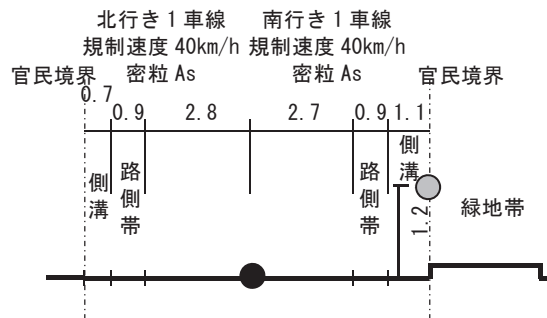 北行き1車線 南行き1車線
規制速度 40km/h 規制速度 40km/h
密粒 As 密粒 As
官民境界 官民境界
0.7 0.9 2.8 2.7 0.9 1.1
側溝 路側帯 路側帯 側溝
1.2
緑地帯